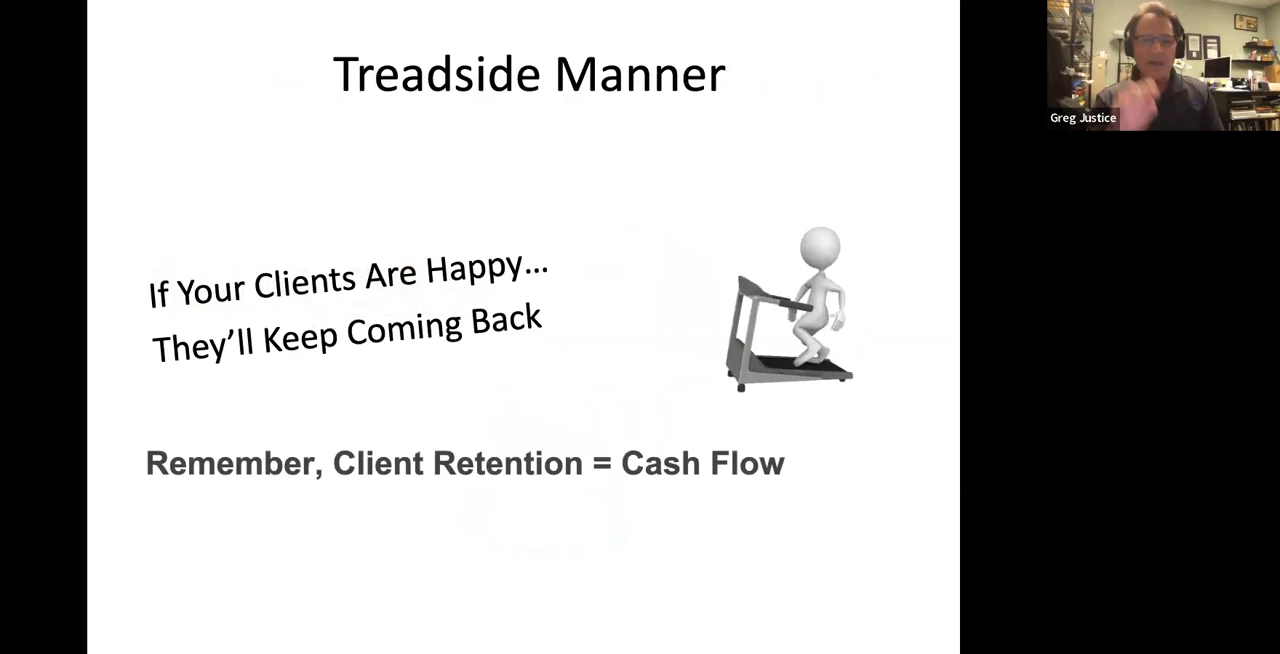 Treadside Manner
Greg Justice
If Your Clients Are Happy...
They’ll Keep Coming Back
Remember, Client Retention = Cash Flow